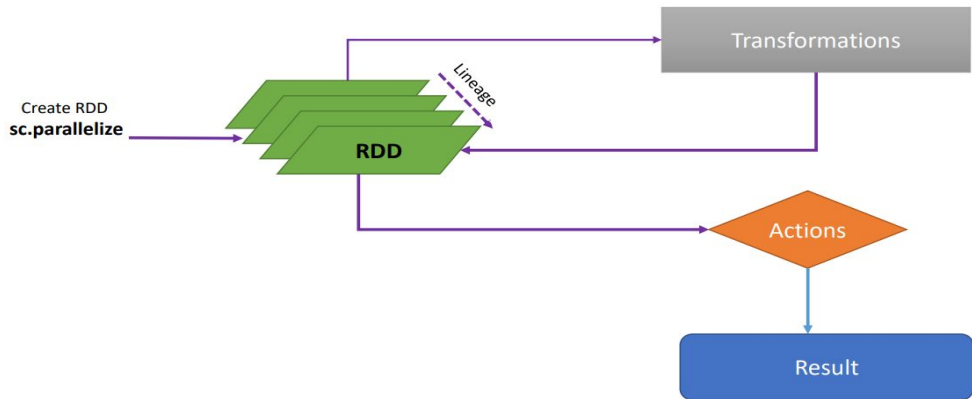 Transformations
Lineage
Create RDD
sc.parallelize
RDD
Actions
Result